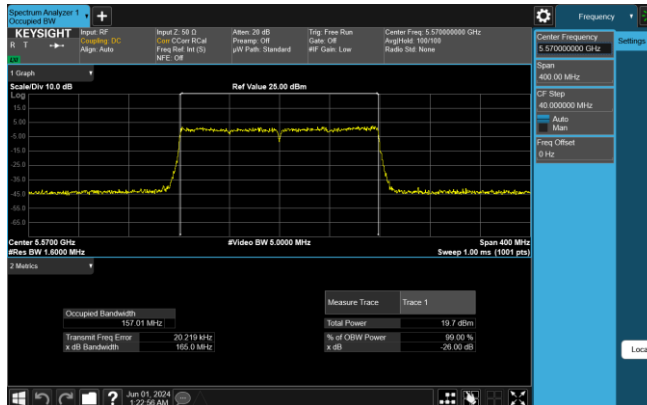 Spectrum Analyzer 1
Occupied BW
Frequency
KEYSIGHT
R T
Input: RF
Coupling: DC
Align: Auto
Input Z: 50 Ω
Corr CCorr RCal
Freq Ref: Int (S)
NFE: Off
Atten: 20 dB
Preamp: Off
µW Path: Standard
Trig: Free Run
Gate: Off
#IF Gain: Low
Center Freq: 5.570000000 GHz
Avg|Hold: 100/100
Radio Std: None
Center Frequency
5.570000000 GHz
Settings
Span
400.00 MHz
CF Step
40.000000 MHz
Auto
Man
Freq Offset
0 Hz
1 Graph
Scale/Div 10.0 dB
Ref Value 25.00 dBm
Log
15.0
5.00
-5.00
-15.0
-25.0
-35.0
-45.0
-55.0
-65.0
Center 5.5700 GHz
#Video BW 5.0000 MHz
Span 400 MHz
#Res BW 1.6000 MHz
Sweep 1.00 ms (1001 pts)
2 Metrics
Measure Trace
Trace 1
Occupied Bandwidth
157.01 MHz
Total Power
19.7 dBm
Transmit Freq Error
20.219 kHz
% of OBW Power
99.00 %
x dB Bandwidth
165.0 MHz
x dB
-26.00 dB
Loca
Jun 01, 2024
1:22:56 AM